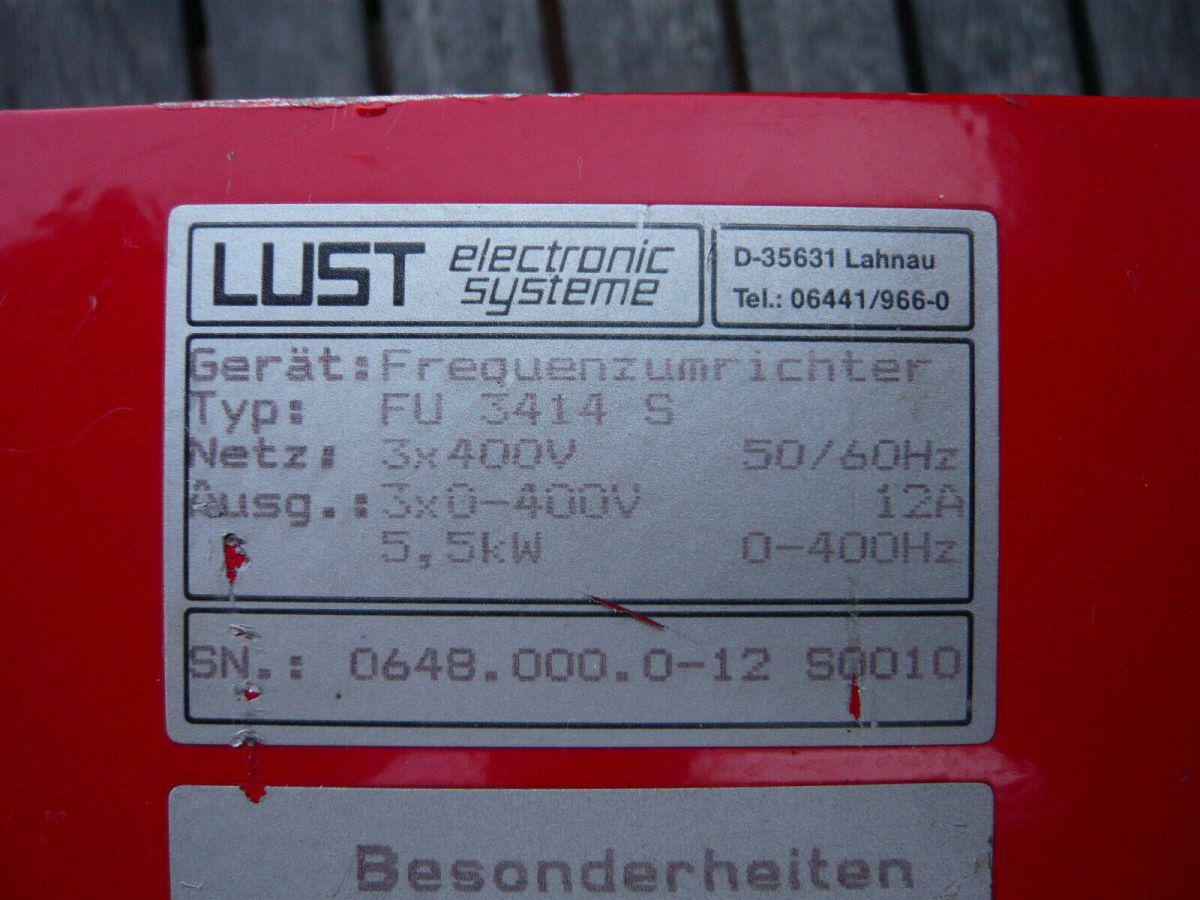 LUST electronic systeme
D-35631 Lahnau
Tel.: 06441/966-0
Gerät: Frequenzumrichter
Typ: FU 3414 S
Netz: 3x400V 50/60Hz
Ausg.: 3x0-400V 12A
5,5kW 0-400Hz
SN.: 0648.000.0-12 S0010
Besonderheiten